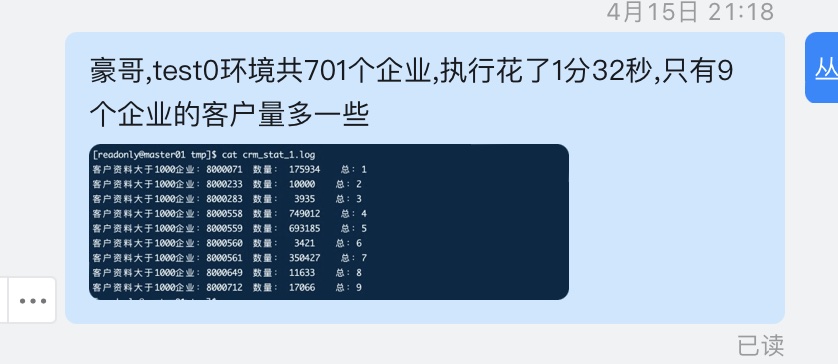 4月15日 21:18
豪哥,test0环境共701个企业,执行花了1分32秒,只有9
个企业的客户量多一些
丛
[readonly@master01 tmp]$ cat crm_stat_1.log
客户资料大于1000企业: 8000071 数量: 175934 总: 1
客户资料大于1000企业: 8000233 数量: 10000 总: 2
客户资料大于1000企业: 8000283 数量: 3935 总: 3
客户资料大于1000企业: 8000558 数量: 749012 总: 4
客户资料大于1000企业: 8000559 数量: 693185 总: 5
客户资料大于1000企业: 8000560 数量: 3421 总: 6
客户资料大于1000企业: 8000561 数量: 350427 总: 7
客户资料大于1000企业: 8000649 数量: 11633 总: 8
客户资料大于1000企业: 8000712 数量: 17066 总: 9
已读